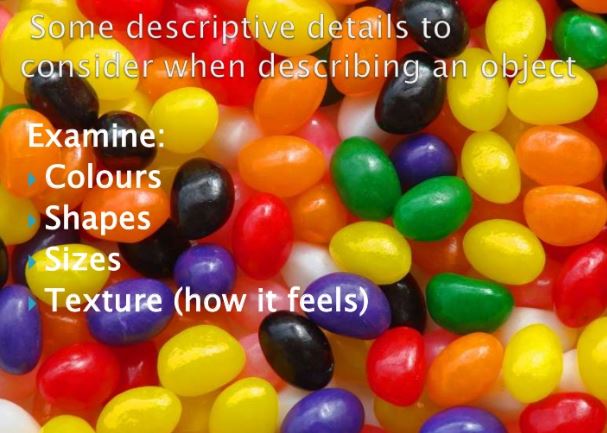 Some descriptive details to
consider when describing an object
Examine:
Colours
Shapes
Sizes
Texture (how it feels)